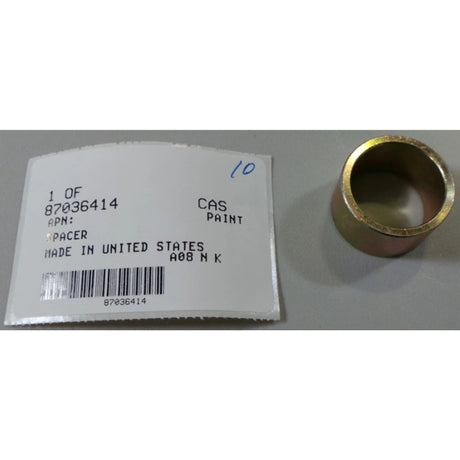 10
1 OF
87036414 CAS
APN: PAINT
SPACER
MADE IN UNITED STATES
A08 N K
87036414